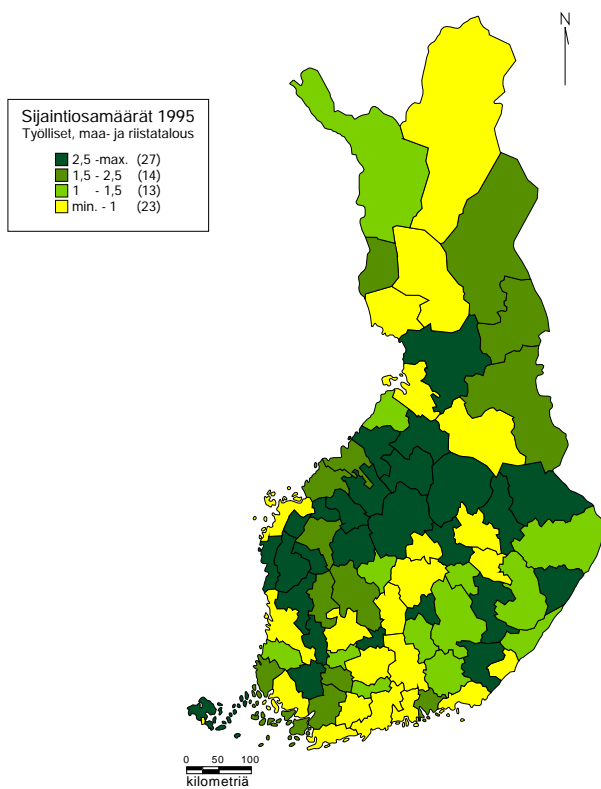 N
Sijaintiosamäärät 1995
Työlliset, maa- ja riistatalous
2,5 -max. (27)
1,5 - 2,5 (14)
1 - 1,5 (13)
min. - 1 (23)
0 50 100
kilometriä